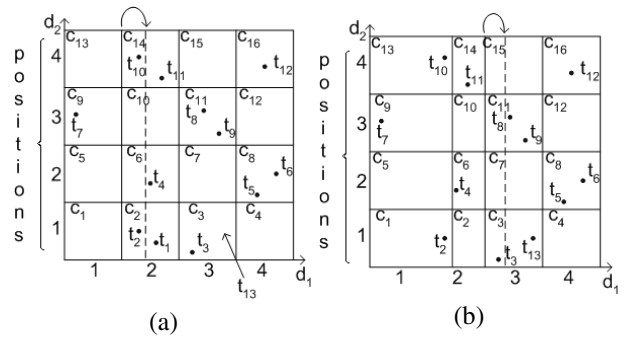 d2
positions
4
3
2
1
c13 c14 c15 c16
t10 t11 t12
c9 c10 c11 c12
t7 t8 t9
c5 c6 c7 c8
t4 t5 t6
c1 c2 c3 c4
t2 t1 t3
1 2 3 4
d1
t13
(a)
d2
positions
4
3
2
1
c13 c14 c15 c16
t10 t11 t12
c9 c10 c11 c12
t7 t8 t9
c5 c6 c7 c8
t4 t5 t6
c1 c2 c3 c4
t2 t3 t13
1 2 3 4
d1
(b)